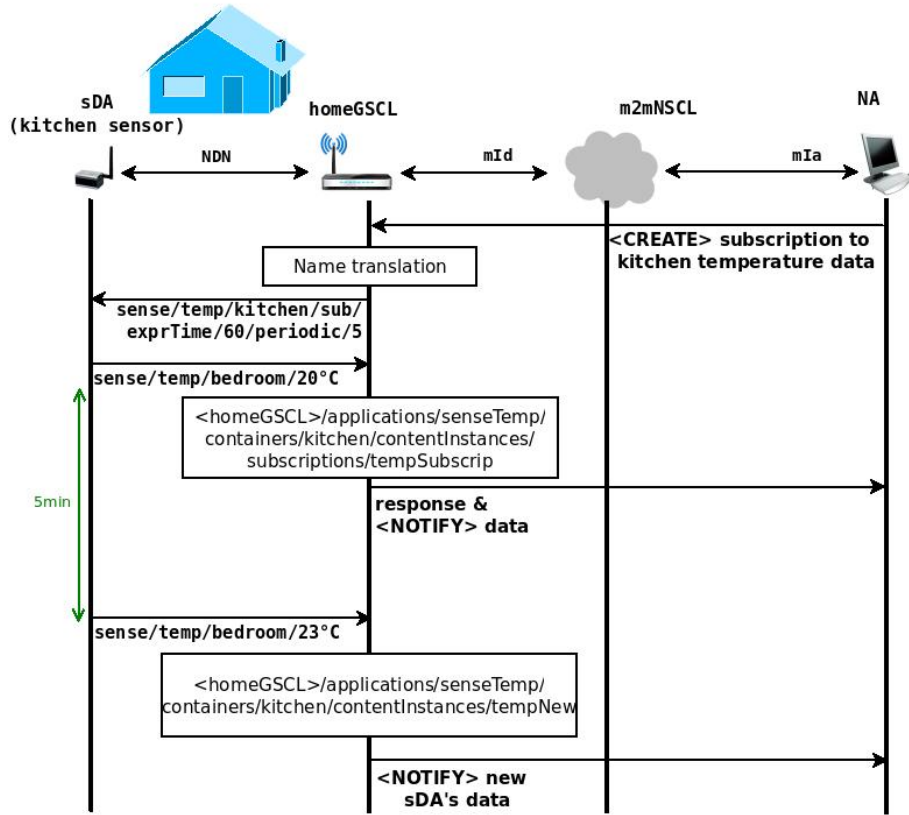 sDA
(kitchen sensor)
homeGSCL
m2mNSCL
NA
NDN
mId
mIa
<CREATE> subscription to
kitchen temperature data
Name translation
sense/temp/kitchen/sub/
exprTime/60/periodic/5
sense/temp/bedroom/20°C
<homeGSCL>/applications/senseTemp/
containers/kitchen/contentInstances/
subscriptions/tempSubscrip
5min
response &
<NOTIFY> data
sense/temp/bedroom/23°C
<homeGSCL>/applications/senseTemp/
containers/kitchen/contentInstances/tempNew
<NOTIFY> new
sDA's data